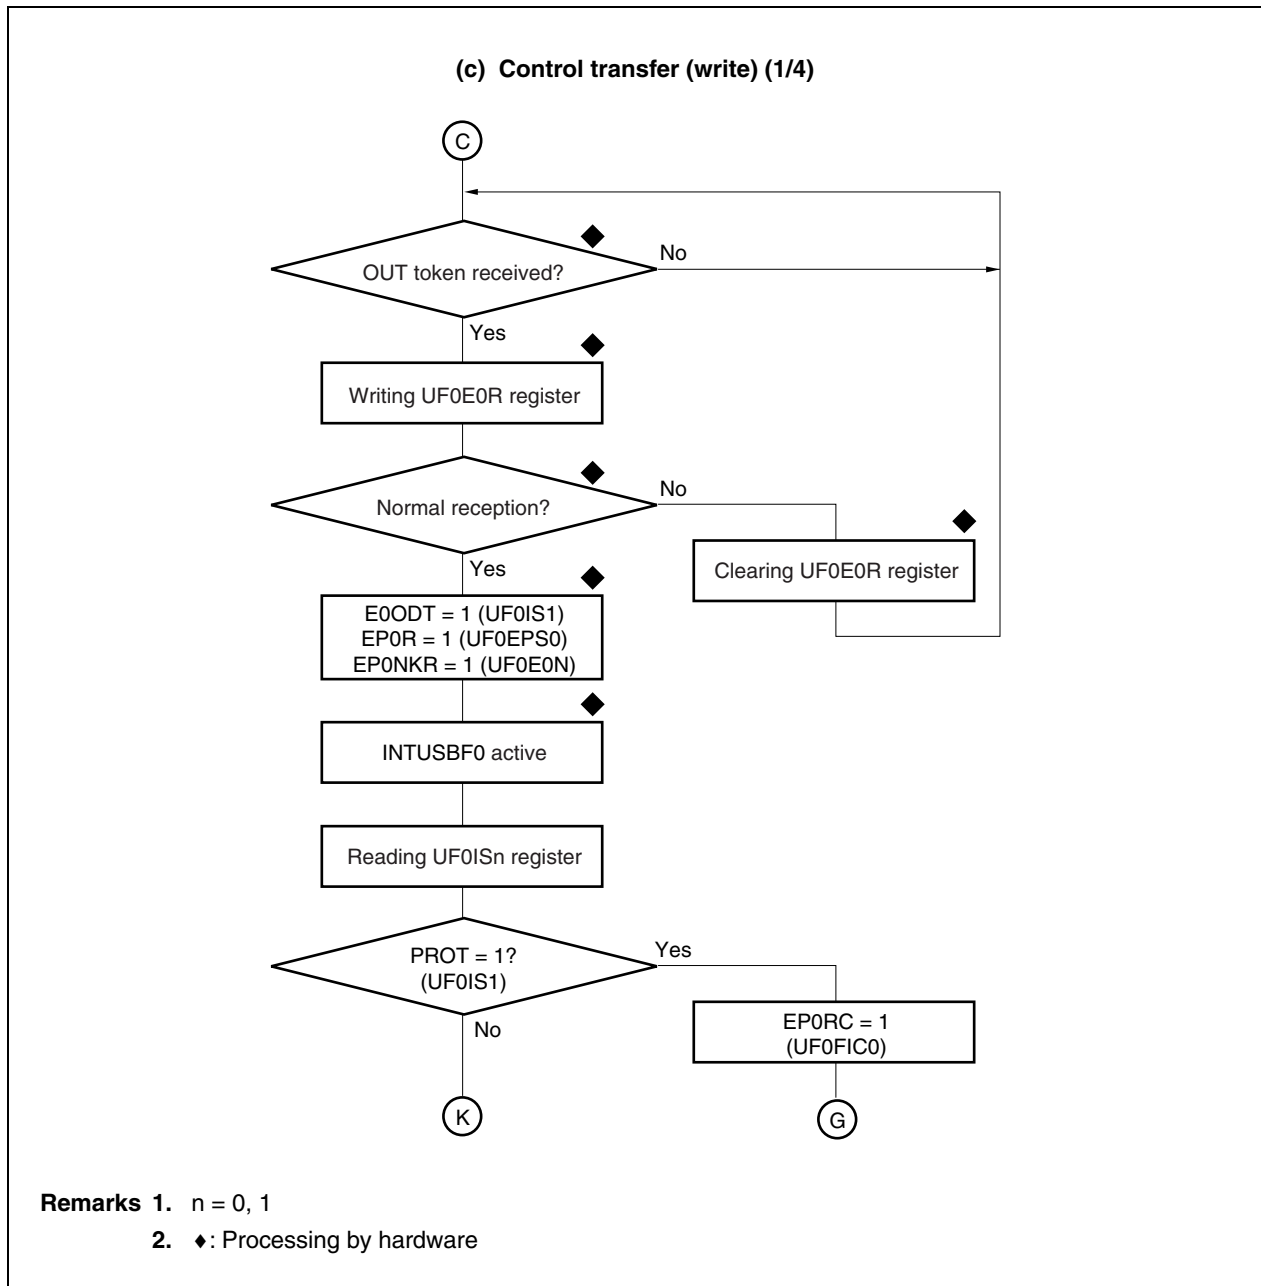 (c) Control transfer (write) (1/4)
C
OUT token received?
No
Yes
Writing UF0E0R register
Normal reception?
No
Yes
Clearing UF0E0R register
E0ODT = 1 (UF0IS1)
EP0R = 1 (UF0EPS0)
EP0NKR = 1 (UF0E0N)
INTUSBF0 active
Reading UF0ISn register
PROT = 1?
(UF0IS1)
Yes
No
EP0RC = 1
(UF0FIC0)
K
G
Remarks 1. n = 0, 1
2. ♦: Processing by hardware